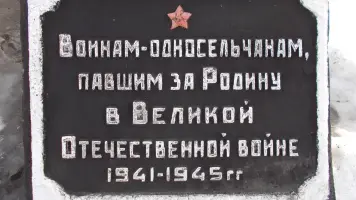 Воинам-односельчанам,
павшим за Родину
в Великой
Отечественной войне
1941-1945гг